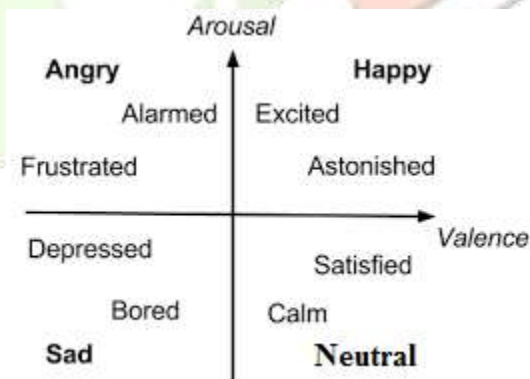 Arousal
Angry Happy
Alarmed Excited
Frustrated Astonished
Valence
Depressed
Satisfied
Bored Calm
Sad Neutral